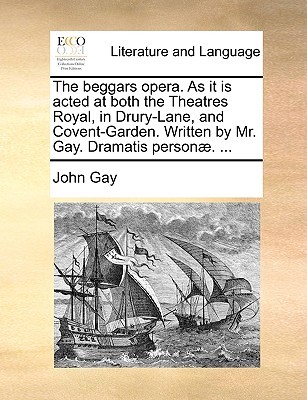 ECCO
Eighteenth Century
Collections Online
Print Editions
Literature and Language
The beggars opera. As it is
acted at both the Theatres
Royal, in Drury-Lane, and
Covent-Garden. Written by Mr.
Gay. Dramatis personæ. ...
John Gay